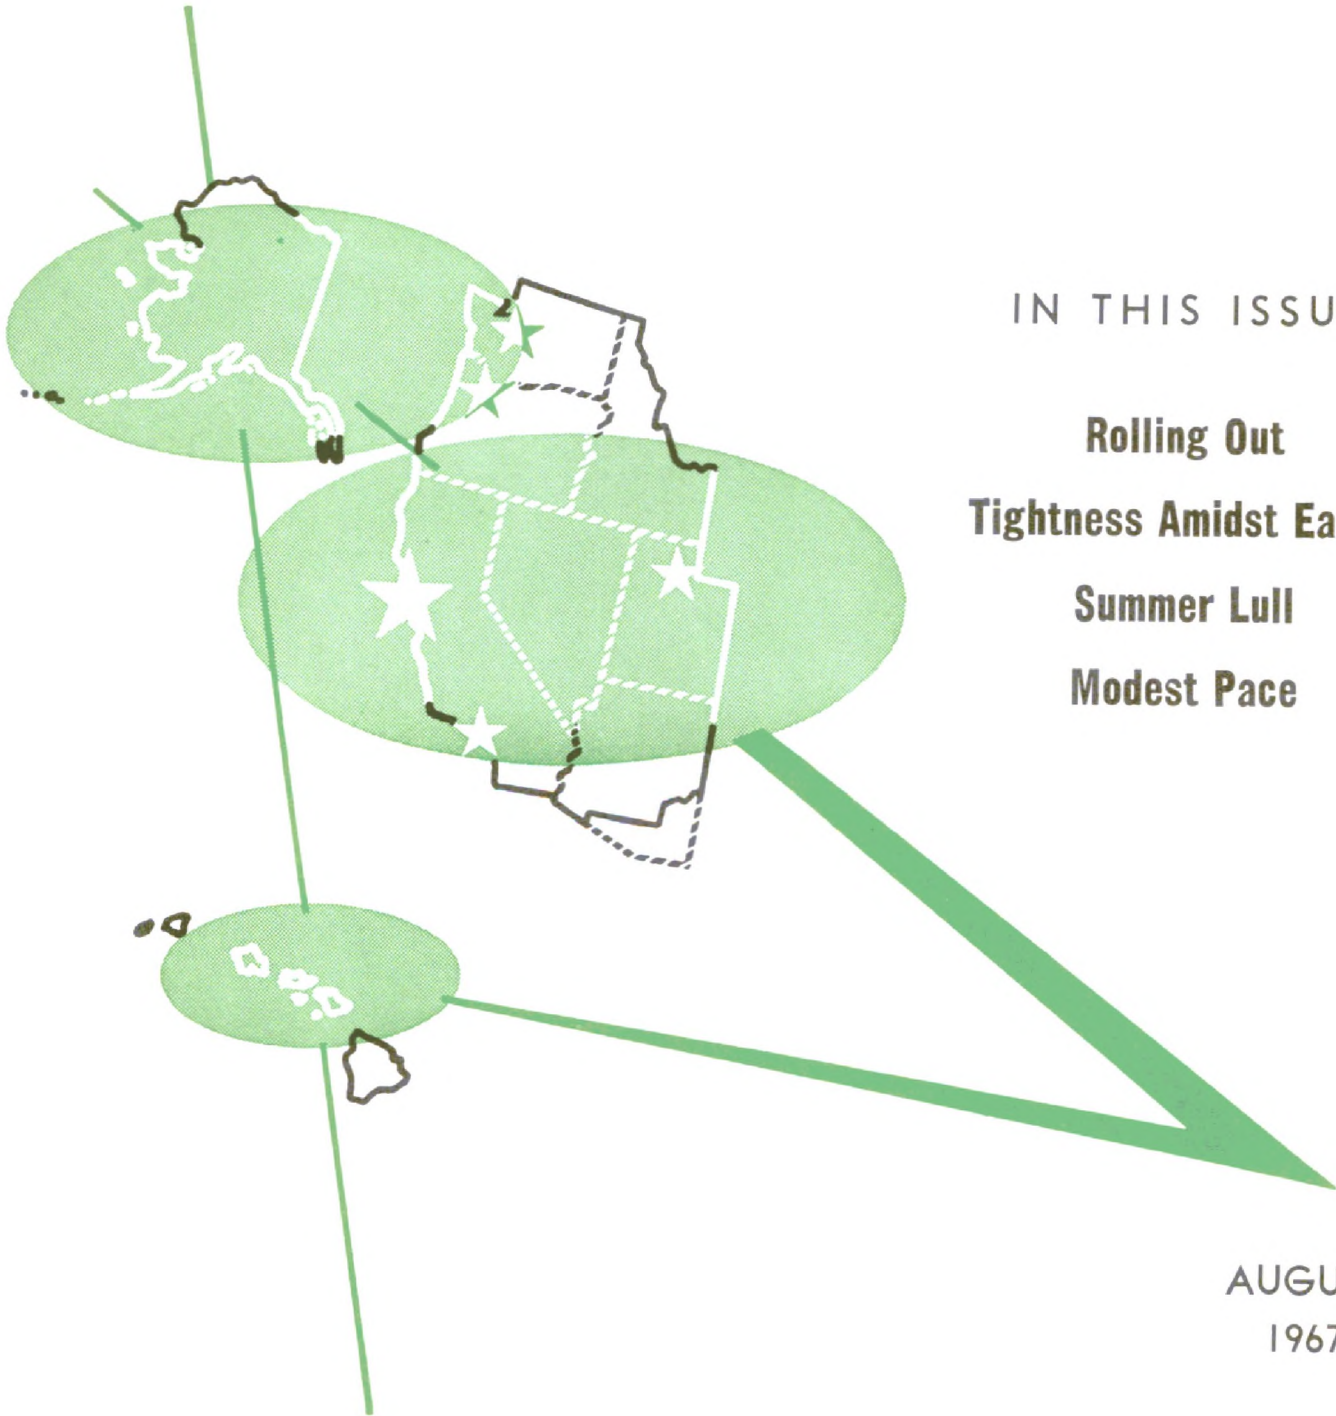 IN THIS ISSU
Rolling Out
Tightness Amidst Ea
Summer Lull
Modest Pace
AUGU
1967